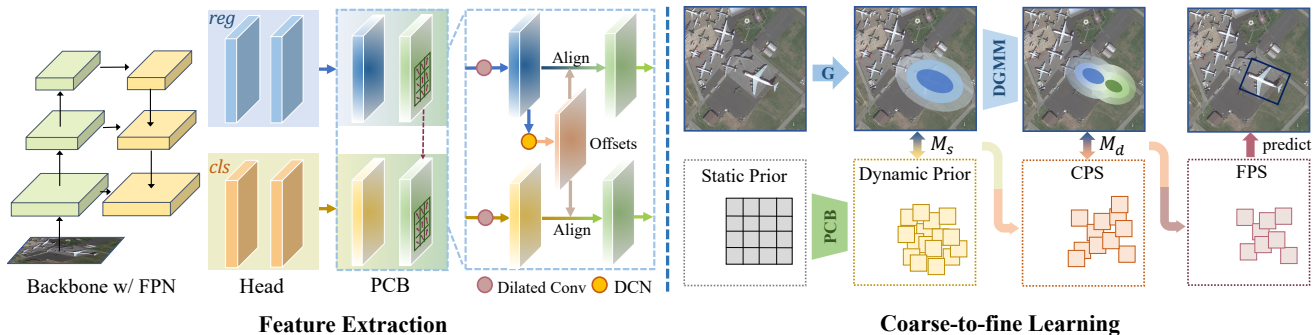 reg
cls
Backbone w/ FPN
Head
PCB
Align
Offsets
Align
Dilated Conv
DCN
Feature Extraction
G
DGMM
M_s
M_d
predict
Static Prior
PCB
Dynamic Prior
CPS
FPS
Coarse-to-fine Learning